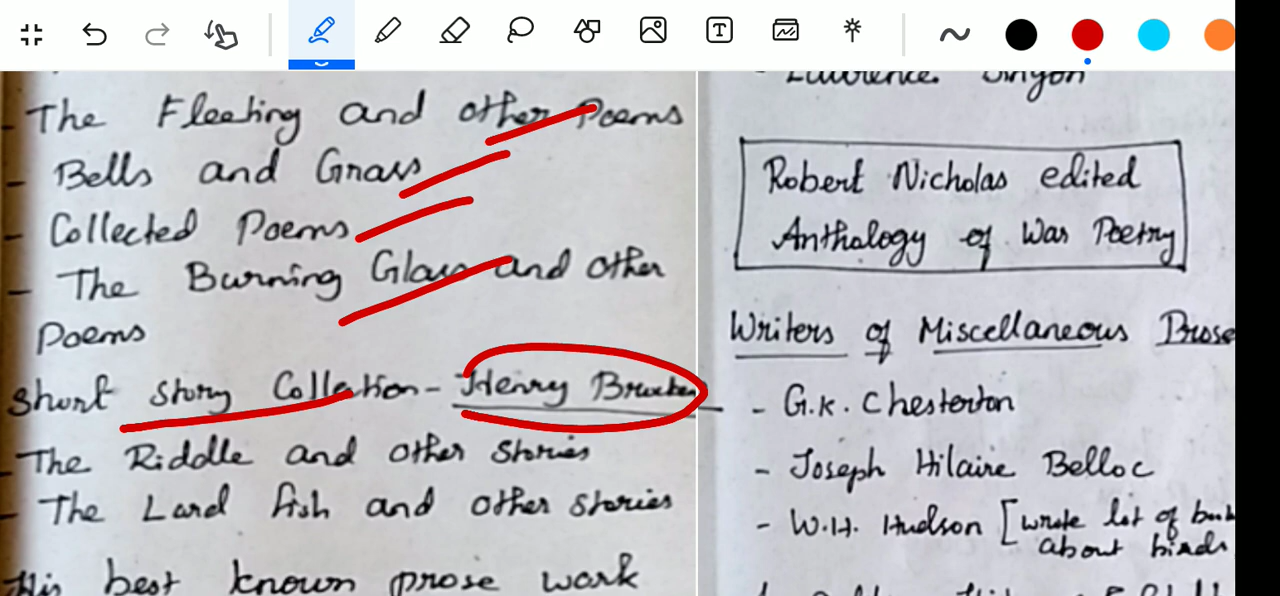 - The Fleeting and other Poems
- Bells and Grass
- Collected Poems
- The Burning Glass and other
Poems
Short Story Collection - Henry Brocken
- The Riddle and other stories
- The Lord fish and other stories
His best known prose work
Robert Nicholas edited
Anthology of War Poetry
Writers of Miscellaneous Prose
- G.K. Chesterton
- Joseph Hilaire Belloc
- W.H. Hudson [wrote lot of
about birds